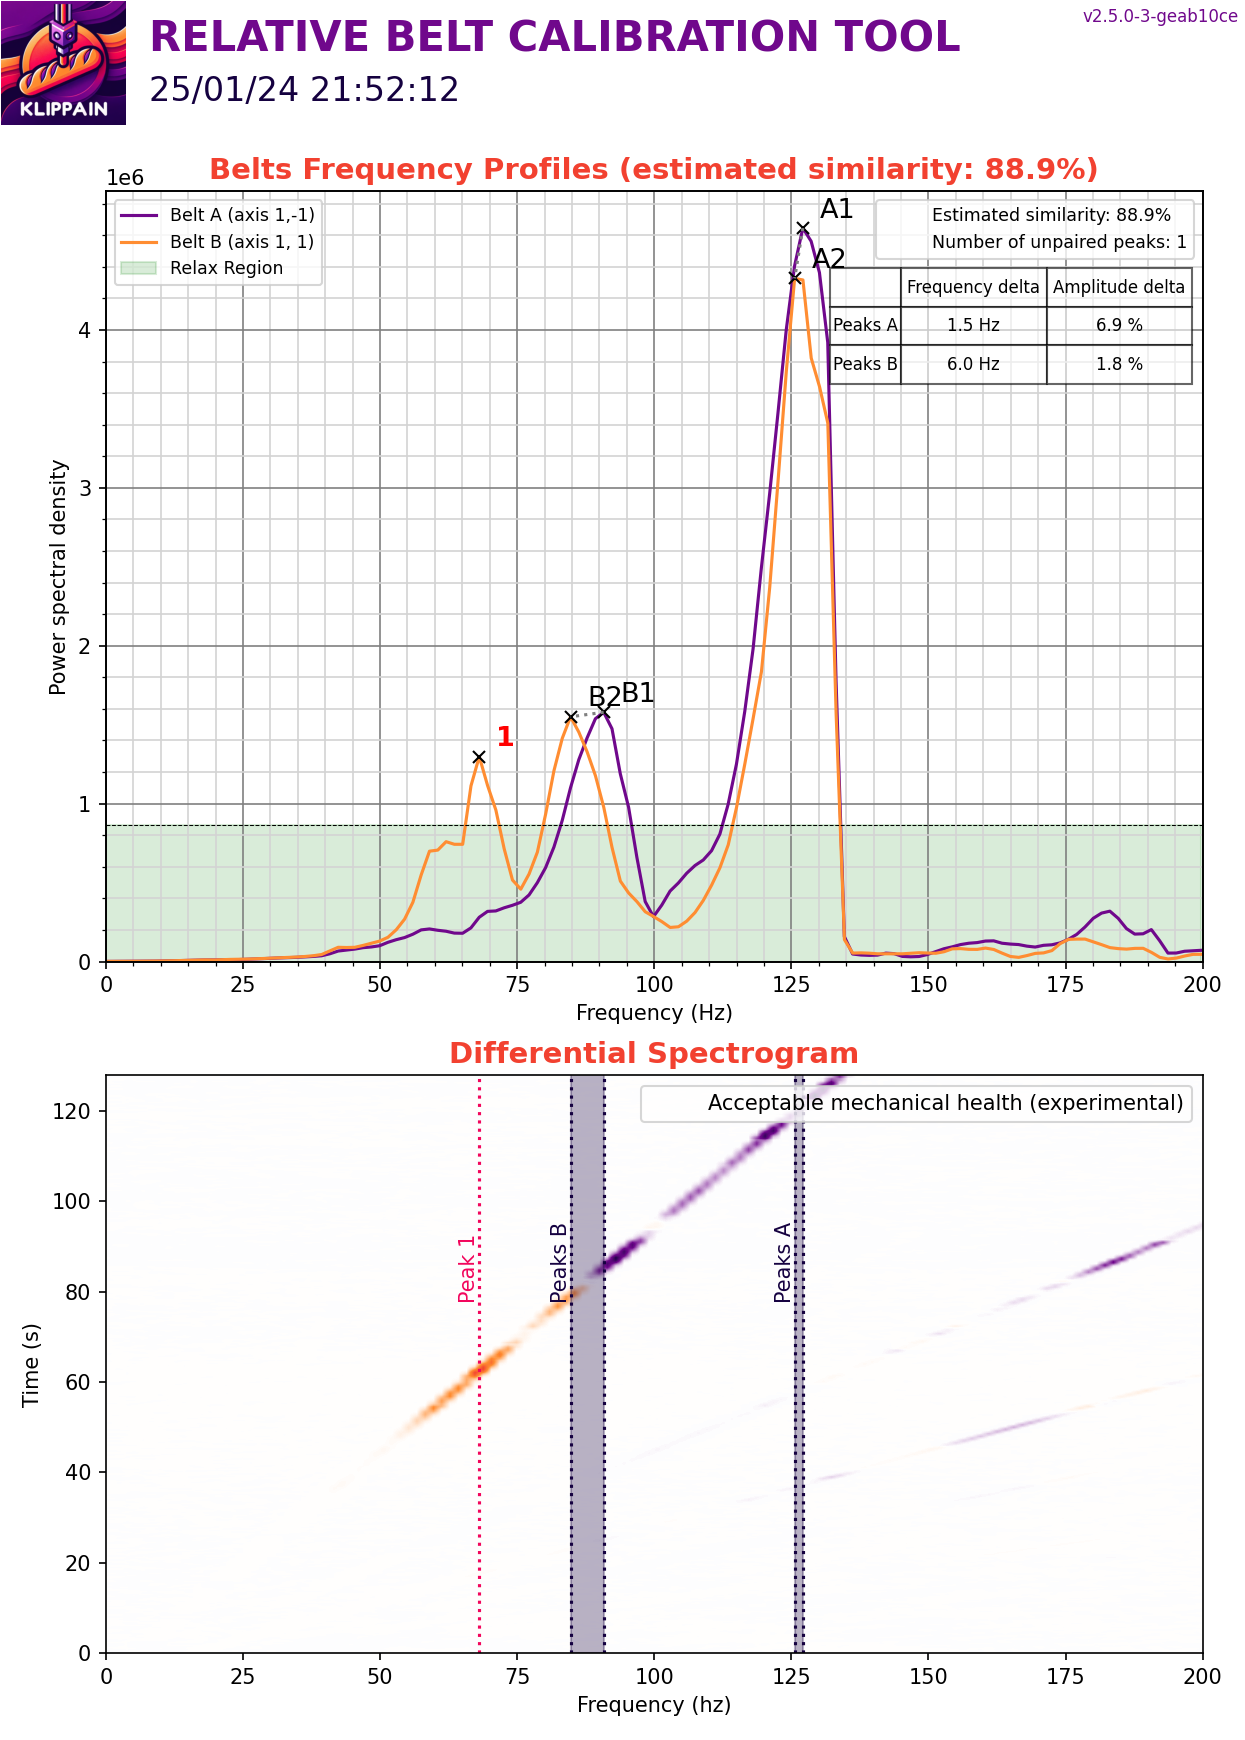 v2.5.0-3-geab10ce
RELATIVE BELT CALIBRATION TOOL
25/01/24 21:52:12
KLIPPAIN
Belts Frequency Profiles (estimated similarity: 88.9%)
1e6
Belt A (axis 1,-1)
Belt B (axis 1, 1)
Relax Region
A1
A2
Estimated similarity: 88.9%
Number of unpaired peaks: 1
Frequency delta Amplitude delta
Peaks A 1.5 Hz 6.9 %
Peaks B 6.0 Hz 1.8 %
B2 B1
1
Power spectral density
4
3
2
1
0
0 25 50 75 100 125 150 175 200
Frequency (Hz)
Differential Spectrogram
Acceptable mechanical health (experimental)
Peak 1
Peaks B
Peaks A
Time (s)
120
100
80
60
40
20
0
0 25 50 75 100 125 150 175 200
Frequency (hz)